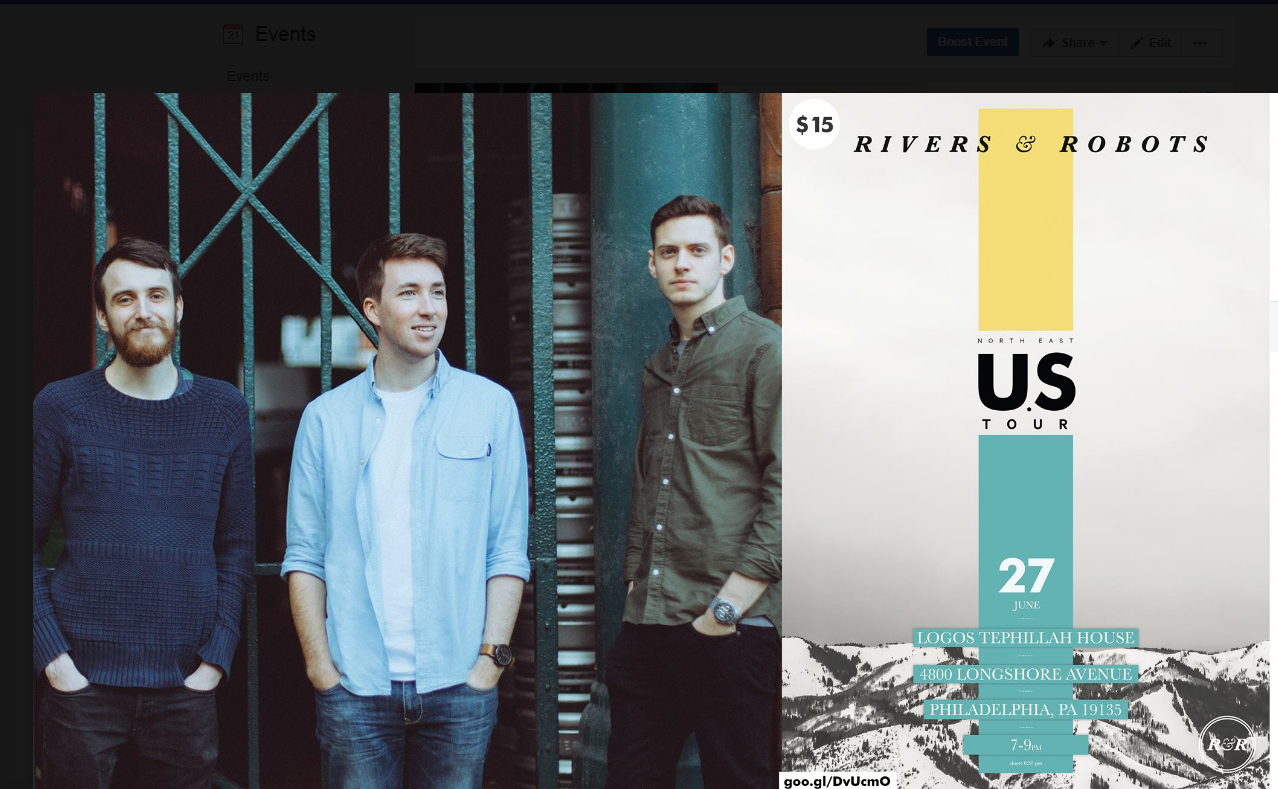 21 Events
Boost Event
Share
Edit
Events
$15
RIVERS & ROBOTS
NORTH EAST
U.S
TOUR
27
JUNE
LOGOS TEPHILLAH HOUSE
4800 LONGSHORE AVENUE
PHILADELPHIA, PA 19135
7-9PM
R&R
goo.gl/DvUcmO